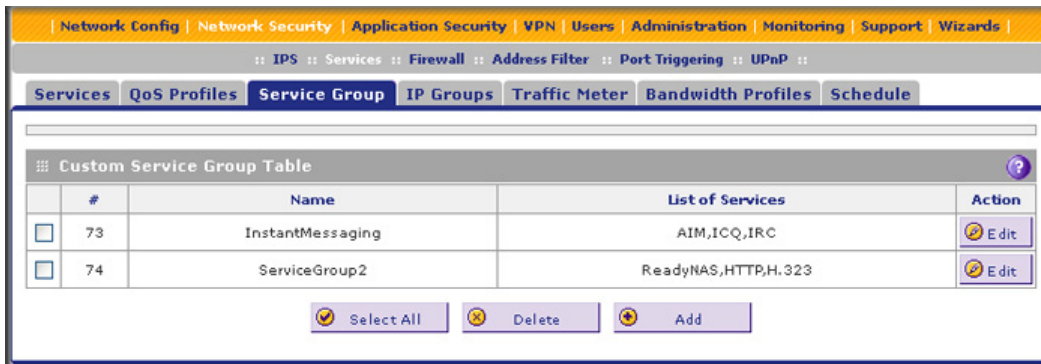 | Network Config | Network Security | Application Security | VPN | Users | Administration | Monitoring | Support | Wizards |
:: IPS :: Services :: Firewall :: Address Filter :: Port Triggering :: UPnP ::
Services QoS Profiles Service Group IP Groups Traffic Meter Bandwidth Profiles Schedule
Custom Service Group Table ?
# Name List of Services Action
73 InstantMessaging AIM,ICQ,IRC Edit
74 ServiceGroup2 ReadyNAS,HTTP,H.323 Edit
Select All Delete Add